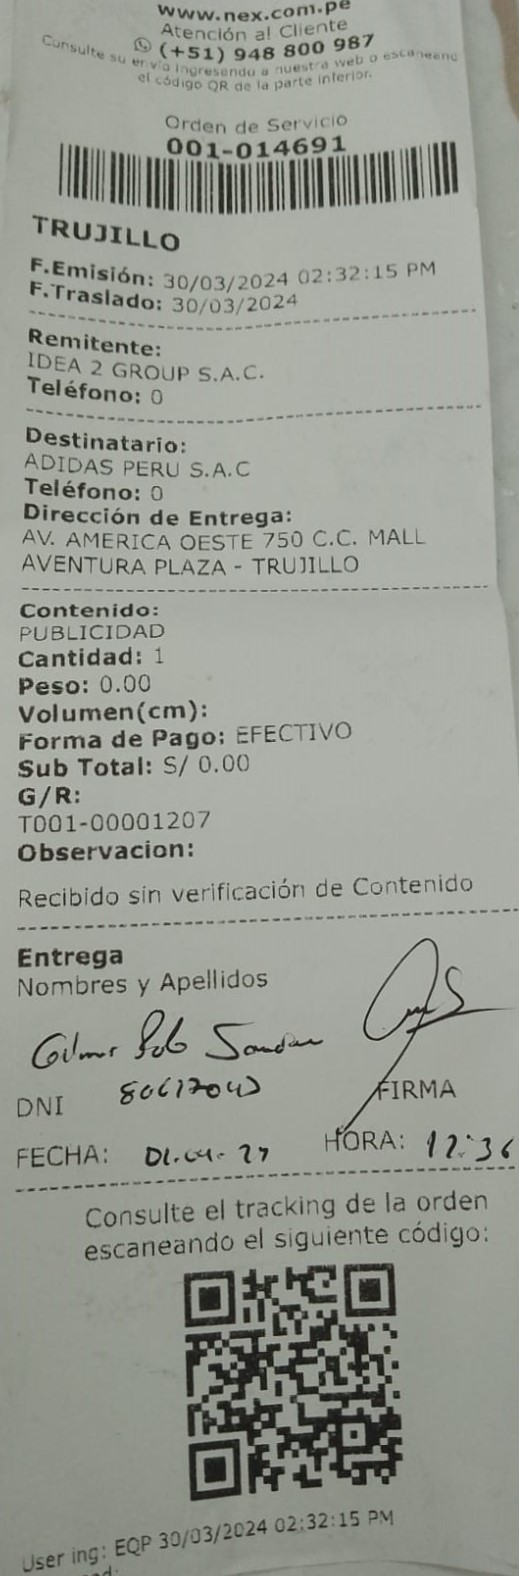 www.nex.com.pe
Atención al Cliente
(+51) 948 800 987
Consulte su envío ingresando a nuestra web o escaneando
el código QR de la parte inferior.
Orden de Servicio
001-014691
TRUJILLO
F.Emisión: 30/03/2024 02:32:15 PM
F.Traslado: 30/03/2024
Remitente:
IDEA 2 GROUP S.A.C.
Teléfono: 0
Destinatario:
ADIDAS PERU S.A.C
Teléfono: 0
Dirección de Entrega:
AV. AMERICA OESTE 750 C.C. MALL
AVENTURA PLAZA - TRUJILLO
Contenido:
PUBLICIDAD
Cantidad: 1
Peso: 0.00
Volumen(cm):
Forma de Pago: EFECTIVO
Sub Total: S/ 0.00
G/R:
T001-00001207
Observacion:
Recibido sin verificación de Contenido
Entrega
Nombres y Apellidos
DNI
FIRMA
FECHA: HORA: 12:36
Consulte el tracking de la orden
escaneando el siguiente código:
User ing: EQP 30/03/2024 02:32:15 PM